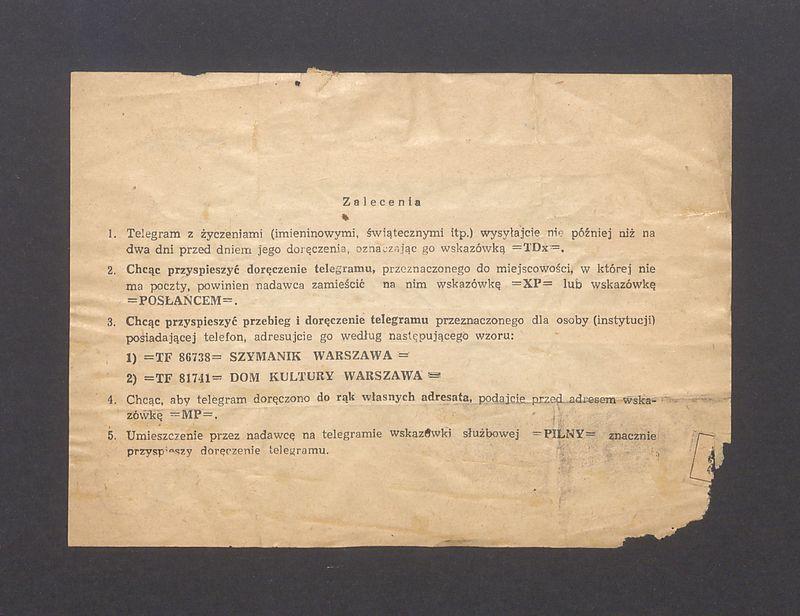 Zalecenia
1. Telegram z życzeniami (imieninowymi, świątecznymi itp.) wysyłajcie nie później niż na
dwa dni przed dniem jego doręczenia, oznaczając go wskazówką =TDx=.
2. Chcąc przyspieszyć doręczenie telegramu, przeznaczonego do miejscowości, w której nie
ma poczty, powinien nadawca zamieścić na nim wskazówkę =XP= lub wskazówkę
=POSŁAŃCEM=.
3. Chcąc przyspieszyć przebieg i doręczenie telegramu przeznaczonego dla osoby (instytucji)
posiadającej telefon, adresujcie go według następującego wzoru:
1) =TF 86738= SZYMANIK WARSZAWA =
2) =TF 81741= DOM KULTURY WARSZAWA =
4. Chcąc, aby telegram doręczono do rąk własnych adresata, podajcie przed adresem wska-
zówkę =MP=.
5. Umieszczenie przez nadawcę na telegramie wskazówki służbowej =PILNY= znacznie
przyspieszy doręczenie telegramu.